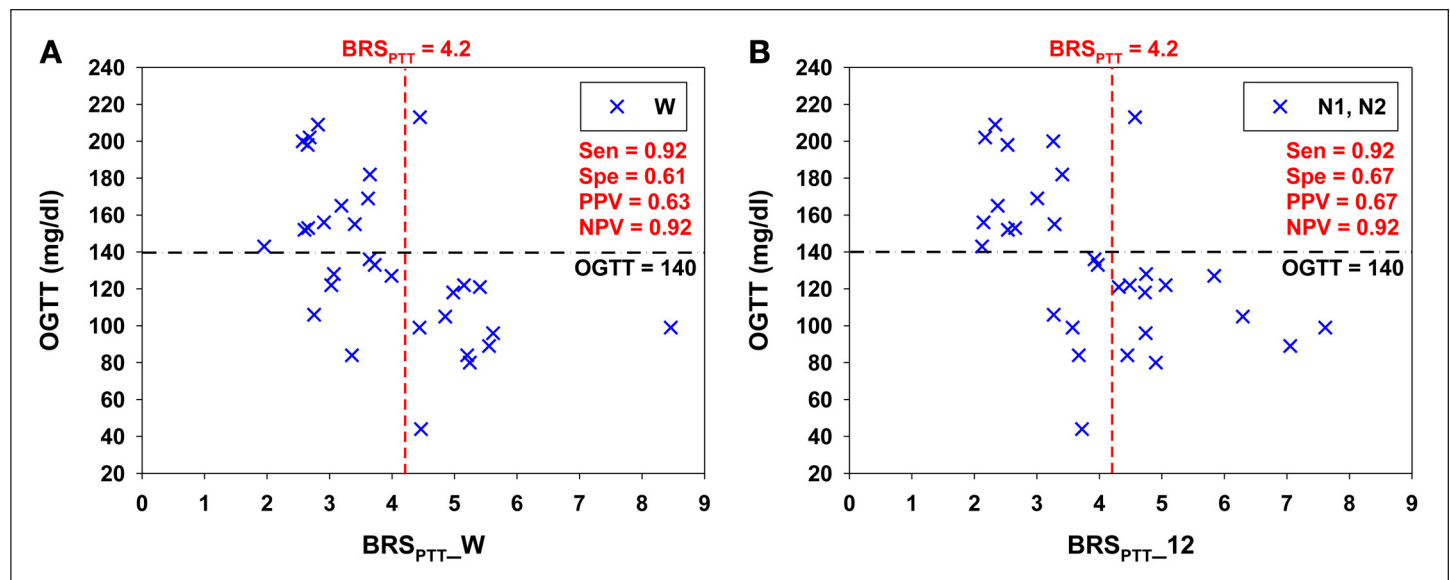 A
BRSPTT = 4.2
240
220
200
180
160
140
120
100
80
60
40
20
OGTT (mg/dl)
W
Sen = 0.92
Spe = 0.61
PPV = 0.63
NPV = 0.92
OGTT = 140
0 1 2 3 4 5 6 7 8 9
BRSPTT_W
B
BRSPTT = 4.2
240
220
200
180
160
140
120
100
80
60
40
20
OGTT (mg/dl)
N1, N2
Sen = 0.92
Spe = 0.67
PPV = 0.67
NPV = 0.92
OGTT = 140
0 1 2 3 4 5 6 7 8 9
BRSPTT_12